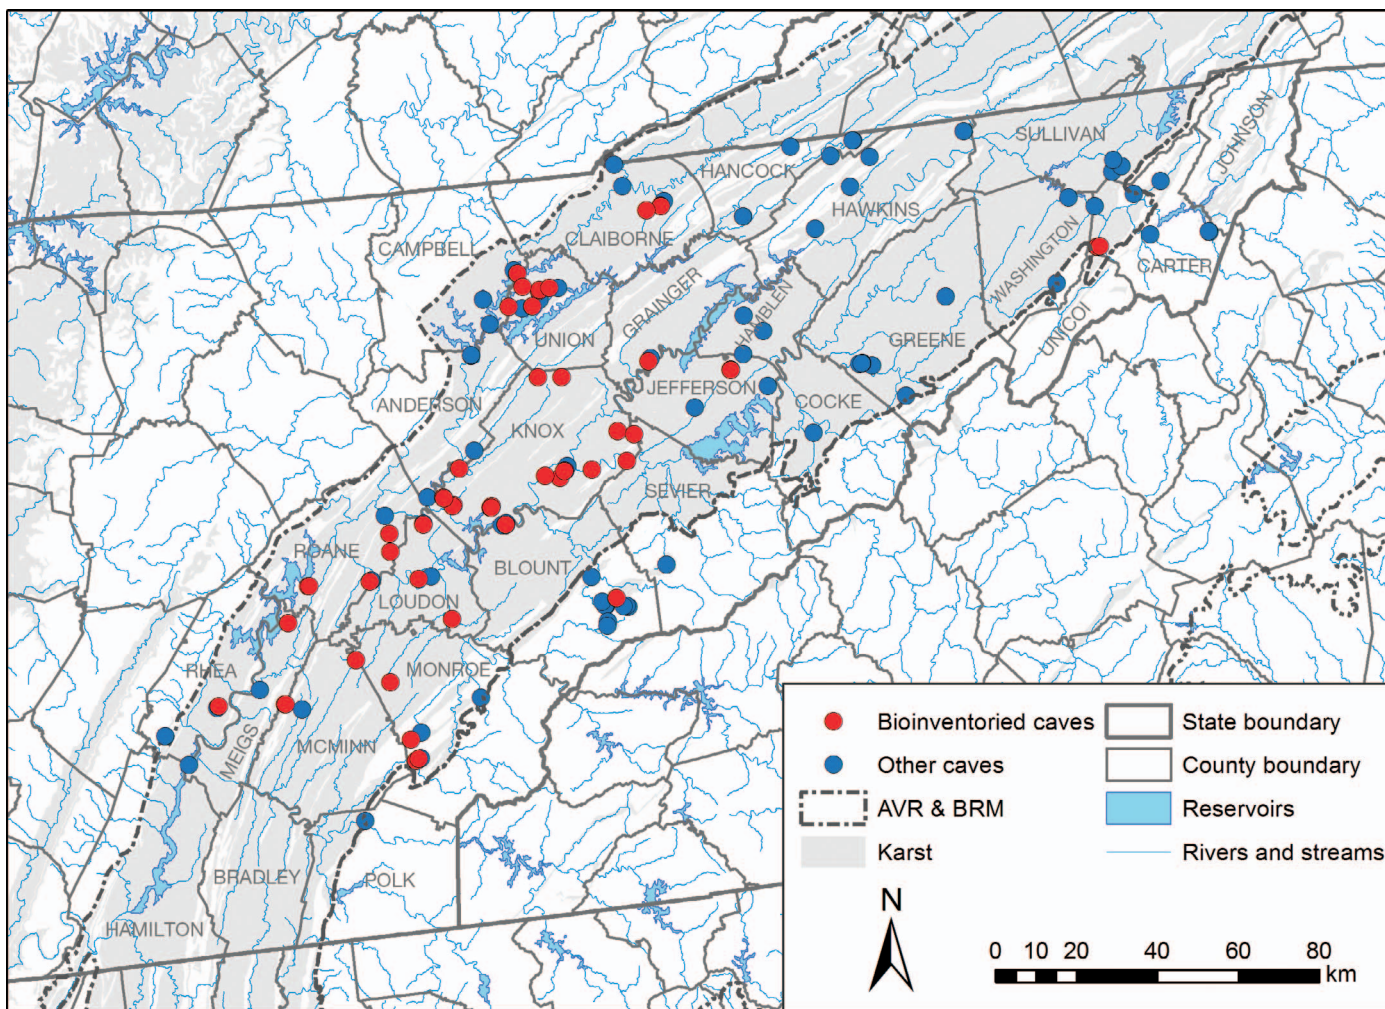 SULLIVAN
JOHNSON
HANCOCK
HAWKINS
CAMPBELL
CLAIBORNE
WASHINGTON
CARTER
GRAINGER
HAMBLEN
UNICOI
UNION
GREENE
JEFFERSON
ANDERSON
COCKE
KNOX
SEVIER
ROANE
BLOUNT
LOUDON
RHEA
MONROE
MEIGS
MCMINN
BRADLEY
POLK
HAMILTON
Bioinventoried caves
State boundary
Other caves
County boundary
AVR & BRM
Reservoirs
Karst
Rivers and streams
N
0 10 20 40 60 80
km